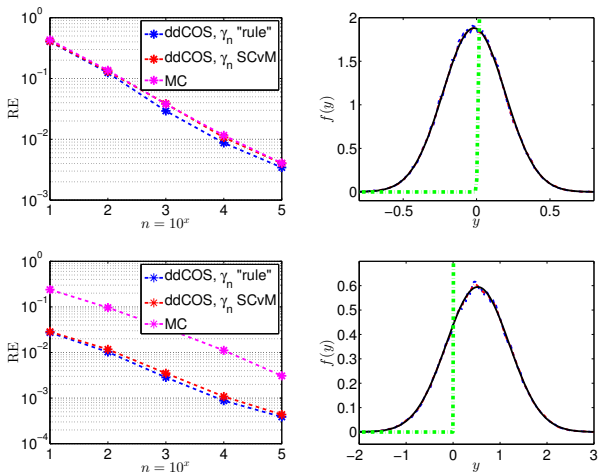 10^0
10^-1
10^-2
10^-3
RE
1 2 3 4 5
n = 10^x
ddCOS, γ_n "rule"
ddCOS, γ_n SCvM
MC
2
1.5
1
0.5
0
f(y)
−0.5 0 0.5
y
10^0
10^-1
10^-2
10^-3
10^-4
RE
1 2 3 4 5
n = 10^x
ddCOS, γ_n "rule"
ddCOS, γ_n SCvM
MC
0.6
0.5
0.4
0.3
0.2
0.1
0
f(y)
−2 −1 0 1 2 3
y